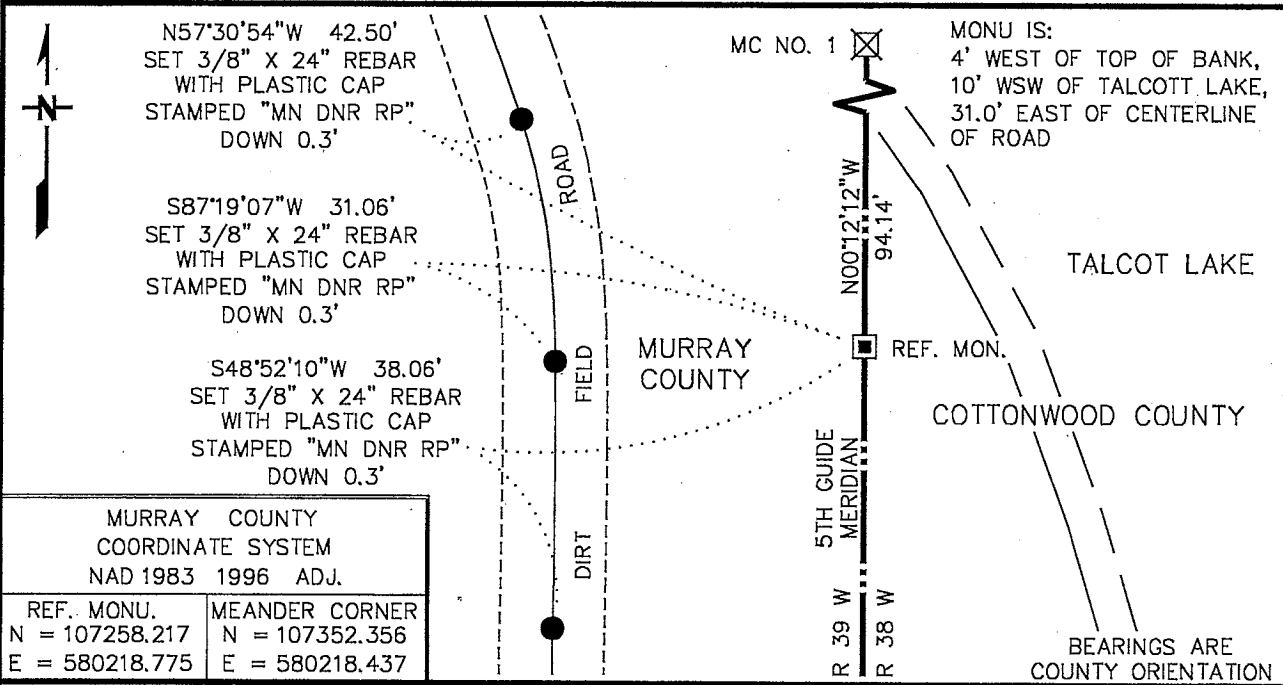 N57°30'54"W 42.50'
SET 3/8" X 24" REBAR
WITH PLASTIC CAP
STAMPED "MN DNR RP"
DOWN 0.3'
S87°19'07"W 31.06'
SET 3/8" X 24" REBAR
WITH PLASTIC CAP
STAMPED "MN DNR RP"
DOWN 0.3'
S48°52'10"W 38.06'
SET 3/8" X 24" REBAR
WITH PLASTIC CAP
STAMPED "MN DNR RP"
DOWN 0.3'
N
DIRT FIELD ROAD
MURRAY
COUNTY
MC NO. 1
MONU IS:
4' WEST OF TOP OF BANK,
10' WSW OF TALCOTT LAKE,
31.0' EAST OF CENTERLINE
OF ROAD
N00°12'12"W
94.14'
TALCOT LAKE
REF. MON.
COTTONWOOD COUNTY
5TH GUIDE
MERIDIAN
R 39 W
R 38 W
BEARINGS ARE
COUNTY ORIENTATION
MURRAY COUNTY
COORDINATE SYSTEM
NAD 1983 1996 ADJ.
REF. MONU.
N = 107258.217
E = 580218.775
MEANDER CORNER
N = 107352.356
E = 580218.437